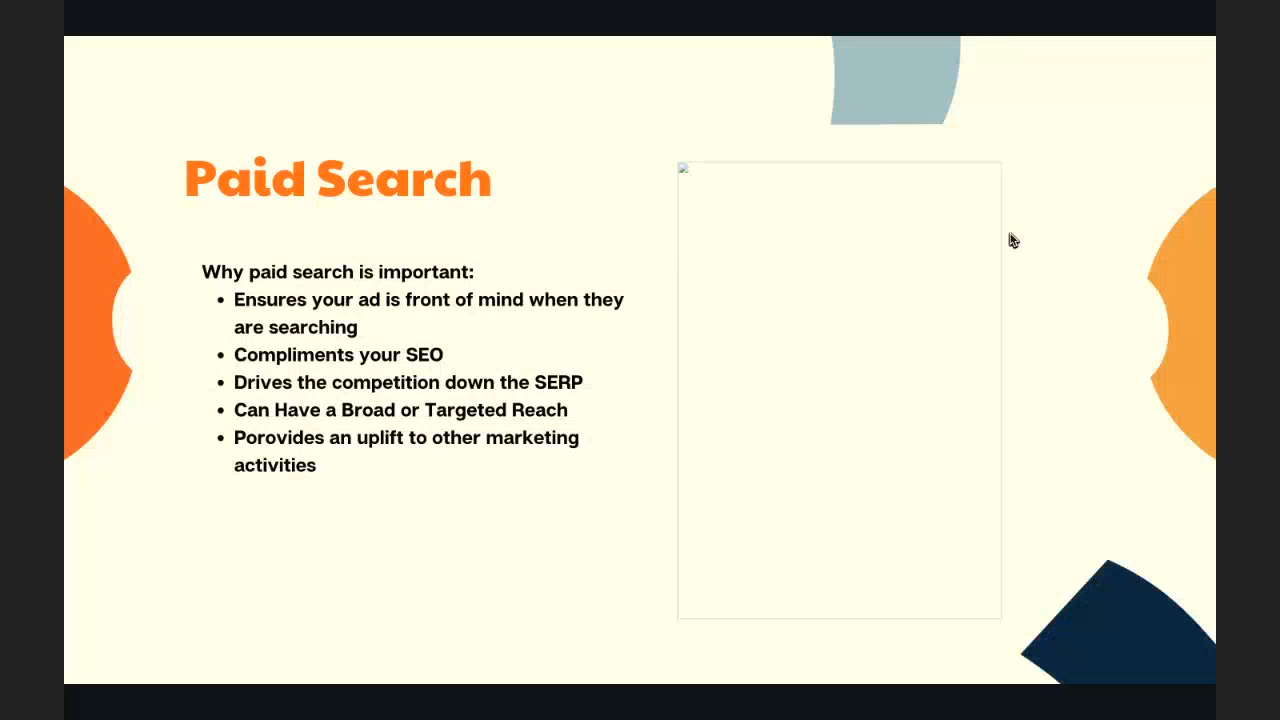 Paid Search
Why paid search is important:
• Ensures your ad is front of mind when they
are searching
• Compliments your SEO
• Drives the competition down the SERP
• Can Have a Broad or Targeted Reach
• Porovides an uplift to other marketing
activities